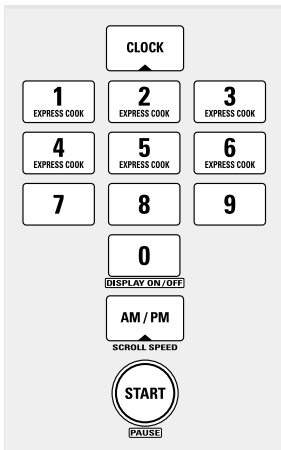 CLOCK
1 2 3
EXPRESS COOK EXPRESS COOK EXPRESS COOK
4 5 6
EXPRESS COOK EXPRESS COOK EXPRESS COOK
7 8 9
0
DISPLAY ON/OFF
AM / PM
SCROLL SPEED
START
PAUSE